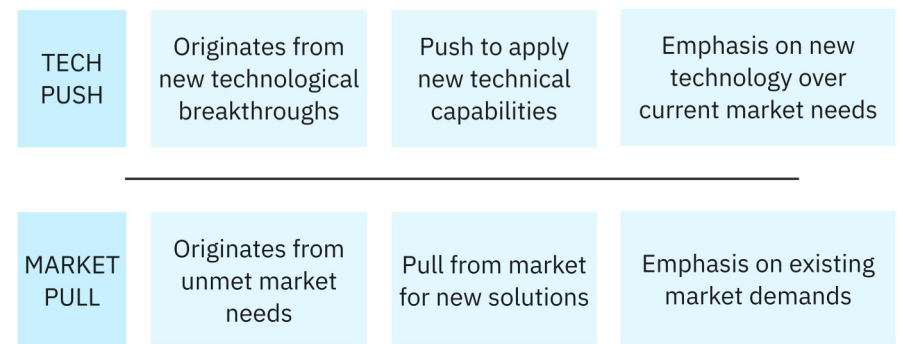 TECH
PUSH
Originates from
new technological
breakthroughs
Push to apply
new technical
capabilities
Emphasis on new
technology over
current market needs
MARKET
PULL
Originates from
unmet market
needs
Pull from market
for new solutions
Emphasis on existing
market demands